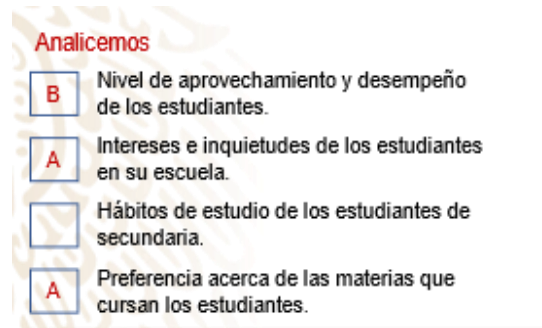 Analicemos
B
Nivel de aprovechamiento y desempeño
de los estudiantes.
A
Intereses e inquietudes de los estudiantes
en su escuela.
Hábitos de estudio de los estudiantes de
secundaria.
A
Preferencia acerca de las materias que
cursan los estudiantes.